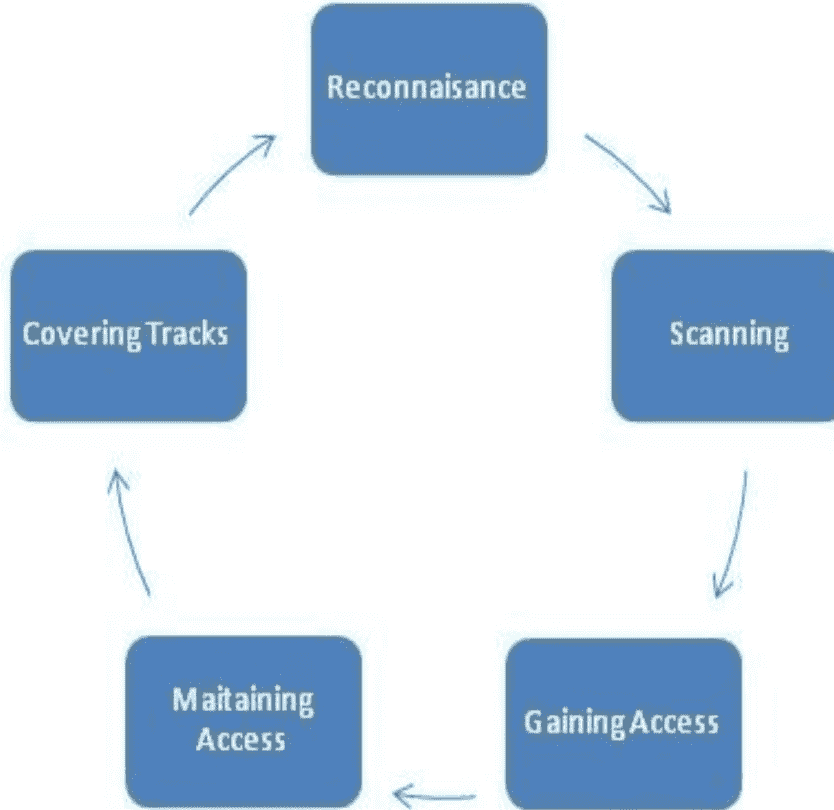 Reconnaisance
Scanning
Gaining Access
Maitaining
Access
Covering Tracks